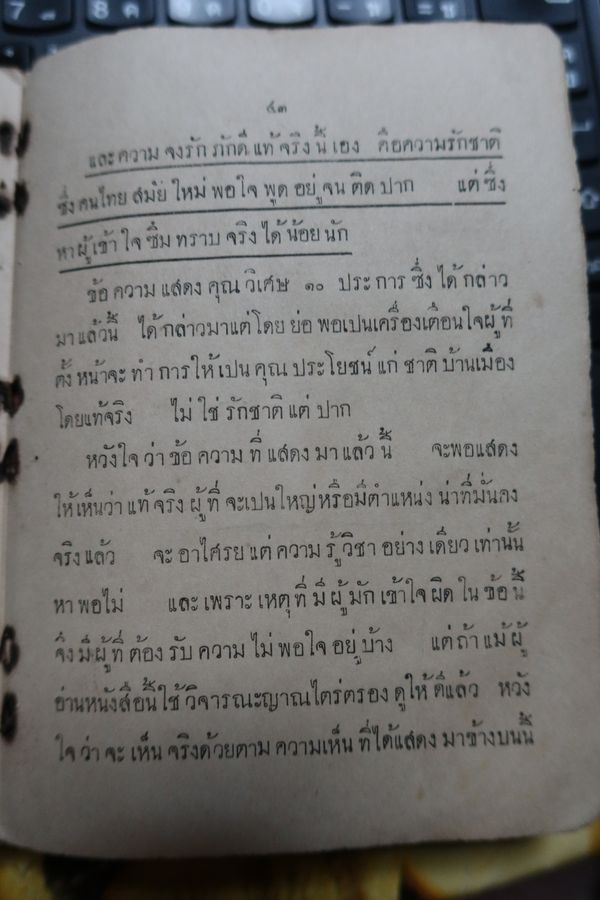 ๔๓
และความ จงรัก ภักดี แท้ จริง นี้ เอง คือความรักชาติ
ซึ่ง คนไทย สมัย ใหม่ พอ ใจ พูด อยู่ จน ติด ปาก แต่ ซึ่ง
หา ผู้ เข้า ใจ ซึม ทราบ จริง ได้ น้อย นัก
ข้อ ความ แสดง คุณ วิเศษ ๑๐ ประ การ ซึ่ง ได้ กล่าว
มา แล้วนี้ ได้ กล่าวมาแต่ โดย ย่อ พอเปนเครื่องเตือนใจผู้ ที่
ตั้ง หน้าจะ ทำ การ ให้ เปน คุณ ประโยชน์ แก่ ชาติ บ้านเมือง
โดยแท้จริง ไม่ ใช่ รักชาติ แต่ ปาก
หวังใจ ว่า ข้อ ความ ที่ แสดง มา แล้ว นี้ จะพอแสดง
ให้เห็นว่า แท้ จริง ผู้ ที่ จะเปนใหญ่หรือมีตำแหน่ง น่าที่มั่นคง
จริง แล้ว จะ อาไศรย แต่ ความ รู้ วิชา อย่าง เดียว เท่านั้น
หา พอไม่ และ เพราะ เหตุ ที่ มี ผู้ มัก เข้าใจ ผิด ใน ข้อ นี้
จึ่ง มีผู้ ที่ ต้อง รับ ความ ไม่ พอใจ อยู่ บ้าง แต่ ถ้า แม้ ผู้
อ่านหนังสือนี้ใช้ วิจารณะญาณไตร่ตรอง ดูให้ ดีแล้ว หวัง
ใจ ว่า จะ เห็น จริงด้วยตาม ความเห็น ที่ได้แสดง มาข้างบนนี้